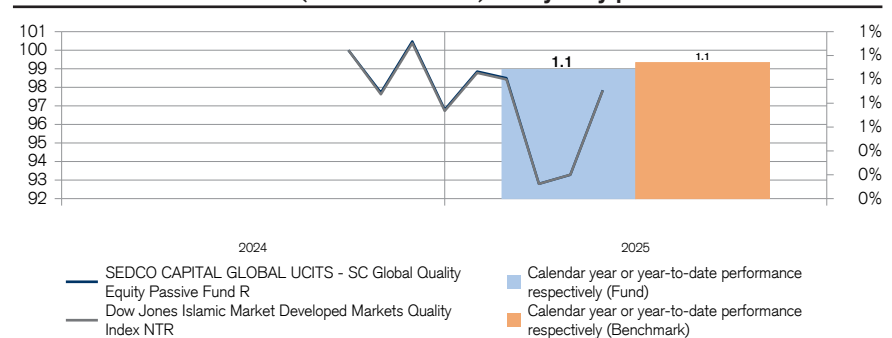 101
100
99
98
97
96
95
94
93
92
1%
1%
1%
1%
1%
0%
0%
0%
1.1
1.1
2024
2025
SEDCO CAPITAL GLOBAL UCITS - SC Global Quality
Equity Passive Fund R
Dow Jones Islamic Market Developed Markets Quality
Index NTR
Calendar year or year-to-date performance
respectively (Fund)
Calendar year or year-to-date performance
respectively (Benchmark)